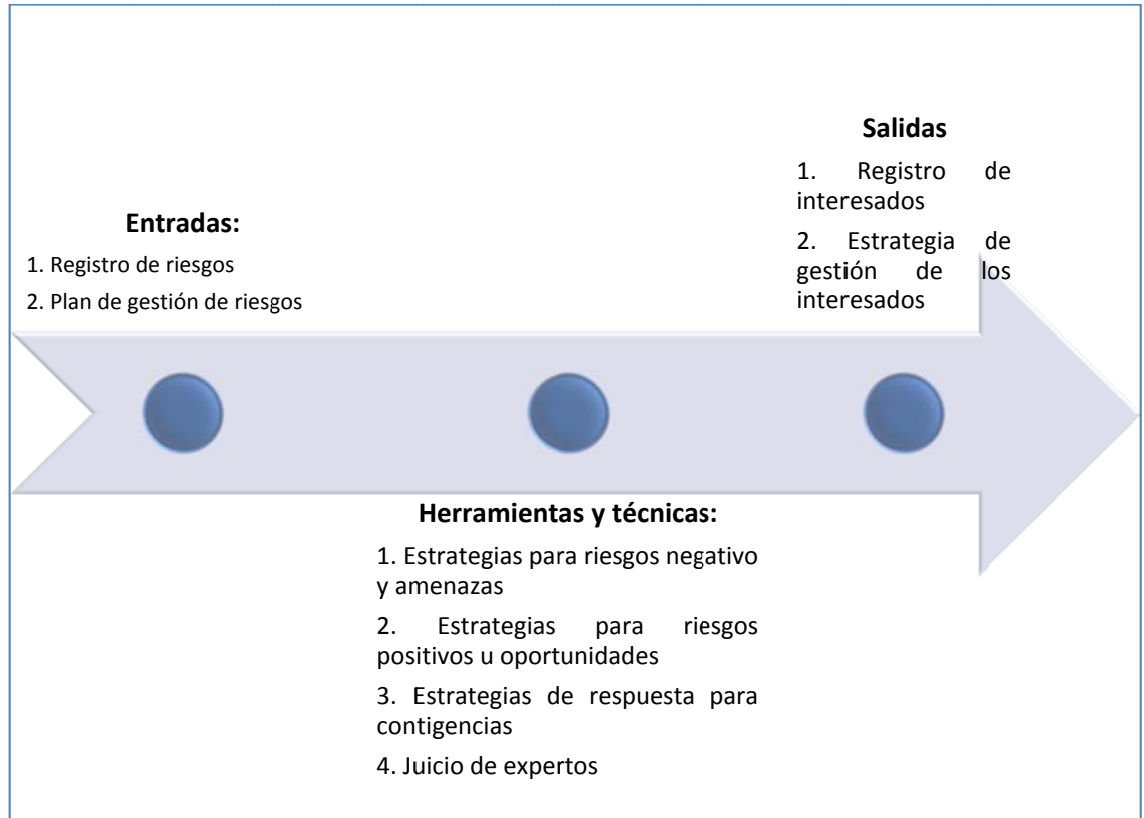 Entradas:
1. Registro de riesgos
2. Plan de gestión de riesgos
Herramientas y técnicas:
1. Estrategias para riesgos negativo
y amenazas
2. Estrategias para riesgos
positivos u oportunidades
3. Estrategias de respuesta para
contigencias
4. Juicio de expertos
Salidas
1. Registro de
interesados
2. Estrategia de
gestión de los
interesados